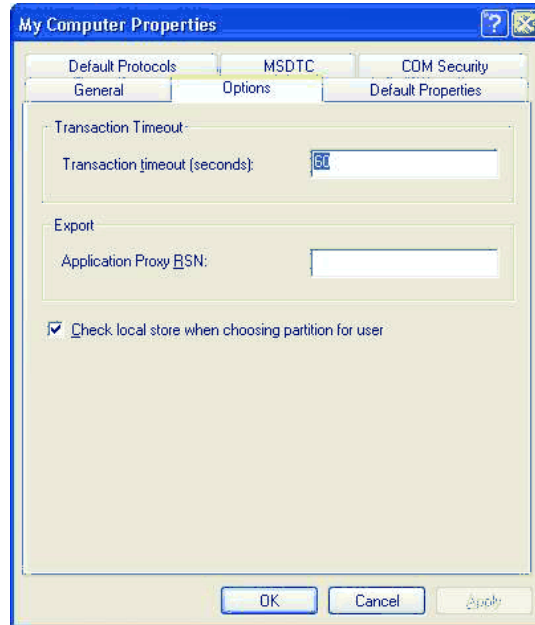 My Computer Properties
?
Default Protocols MSDTC COM Security
General Options Default Properties
Transaction Timeout
Transaction timeout (seconds): 60
Export
Application Proxy RSN:
Check local store when choosing partition for user
OK Cancel Apply